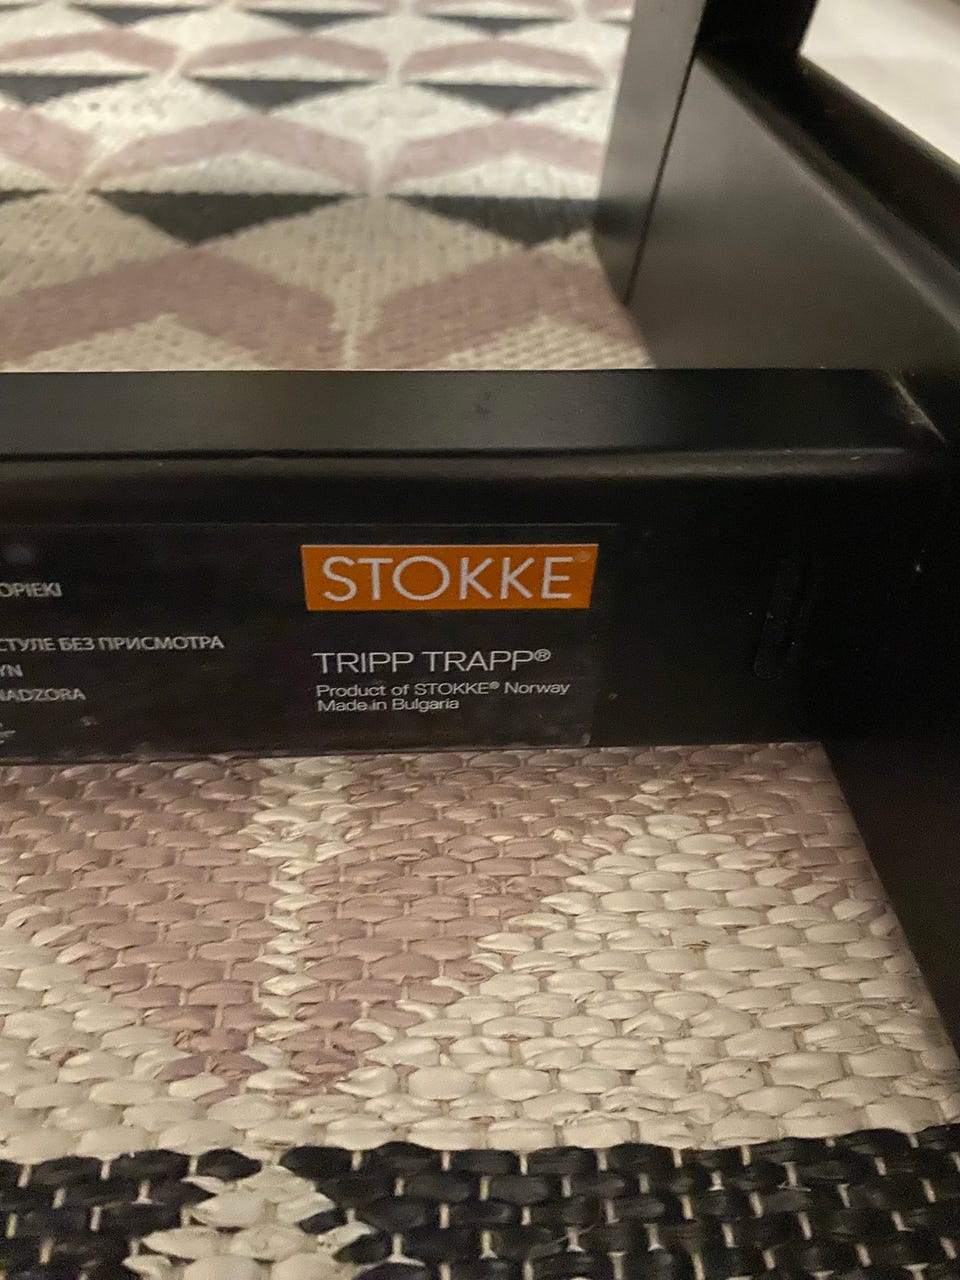 OPIEKI
СТУЛЕ БЕЗ ПРИСМОТРА
YN
NADZORA
STOKKE®
TRIPP TRAPP®
Product of STOKKE® Norway
Made in Bulgaria